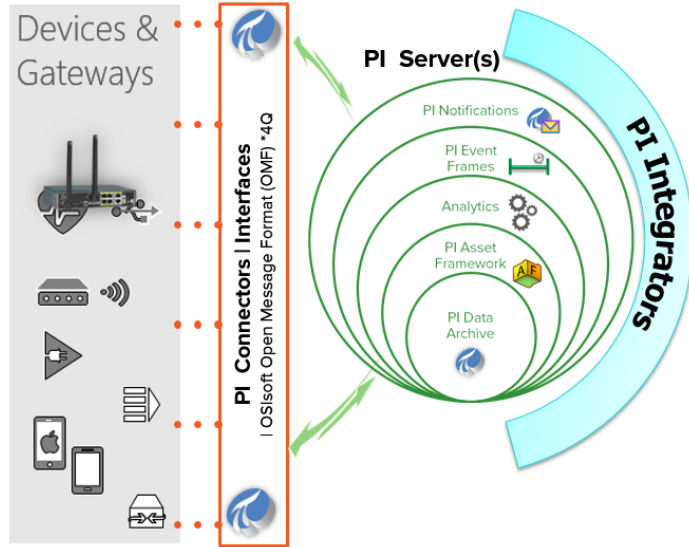 Devices &
Gateways
PI Connectors | Interfaces
| OSIsoft Open Message Format (OMF) *4Q
PI Server(s)
PI Notifications
PI Event
Frames
Analytics
PI Asset
Framework
A F
PI Data
Archive
PI Integrators